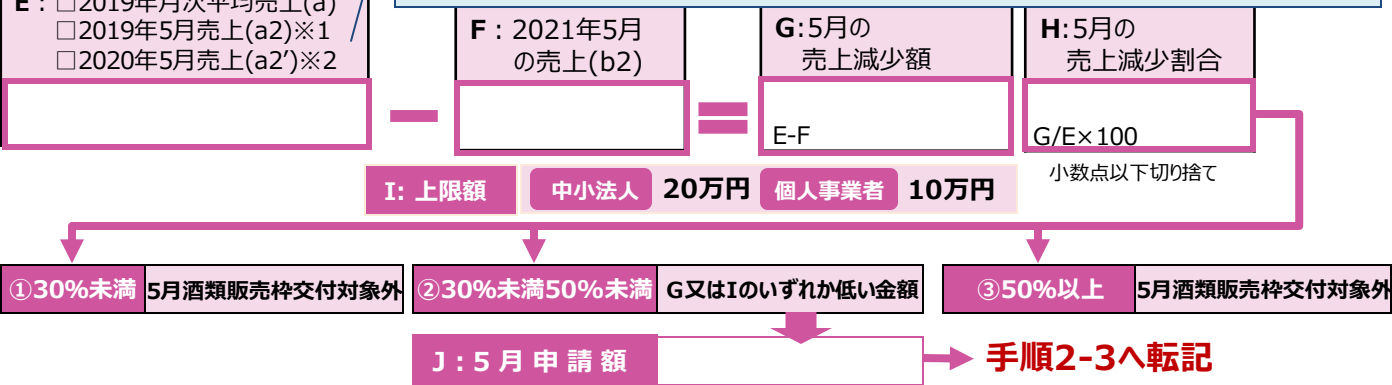 E：□2019年月次平均売上(a)
□2019年5月売上(a2)※1
□2020年5月売上(a2’)※2
F：2021年5月
の売上(b2)
G:5月の
売上減少額
H:5月の
売上減少割合
E-F
G/E×100
小数点以下切り捨て
I: 上限額 中小法人 20万円 個人事業者 10万円
①30%未満 5月酒類販売枠交付対象外 ②30%未満50%未満 G又はIのいずれか低い金額 ③50%以上 5月酒類販売枠交付対象外
J：5月申請額
手順2-3へ転記